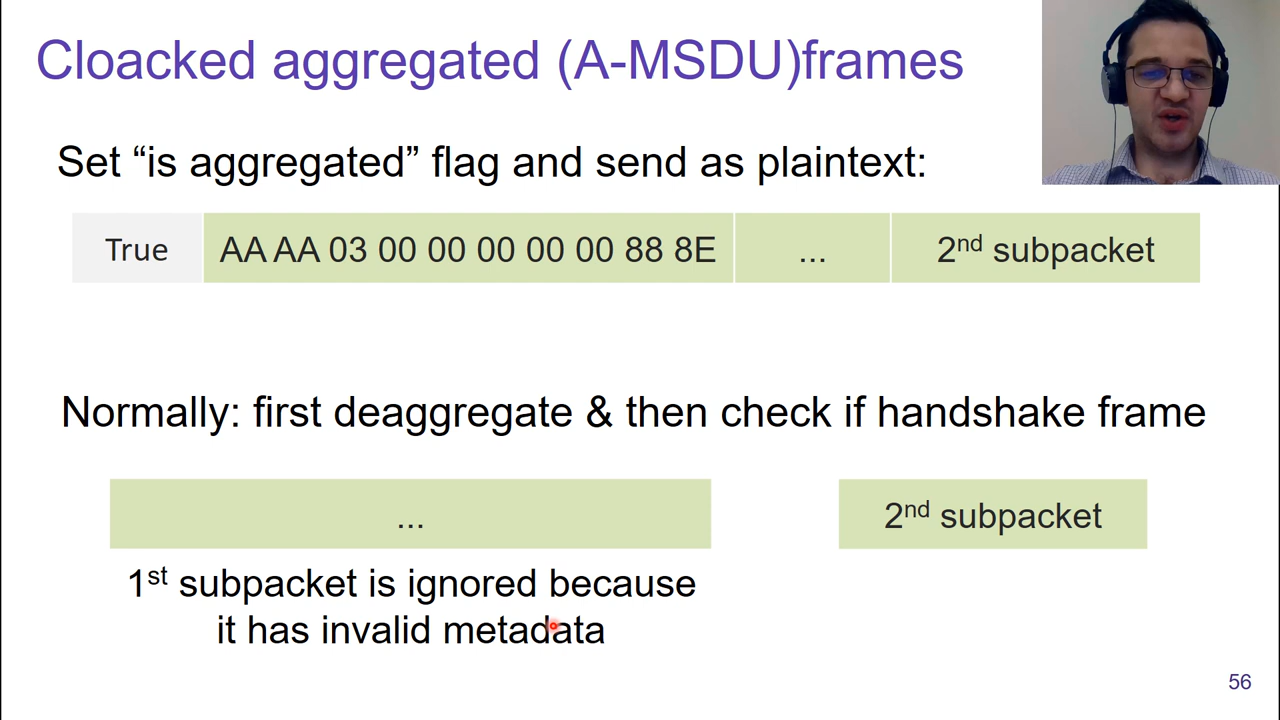 Cloacked aggregated (A-MSDU)frames
Set “is aggregated” flag and send as plaintext:
True AA AA 03 00 00 00 00 00 88 8E ... 2nd subpacket
Normally: first deaggregate & then check if handshake frame
... 2nd subpacket
1st subpacket is ignored because
it has invalid metadata
56